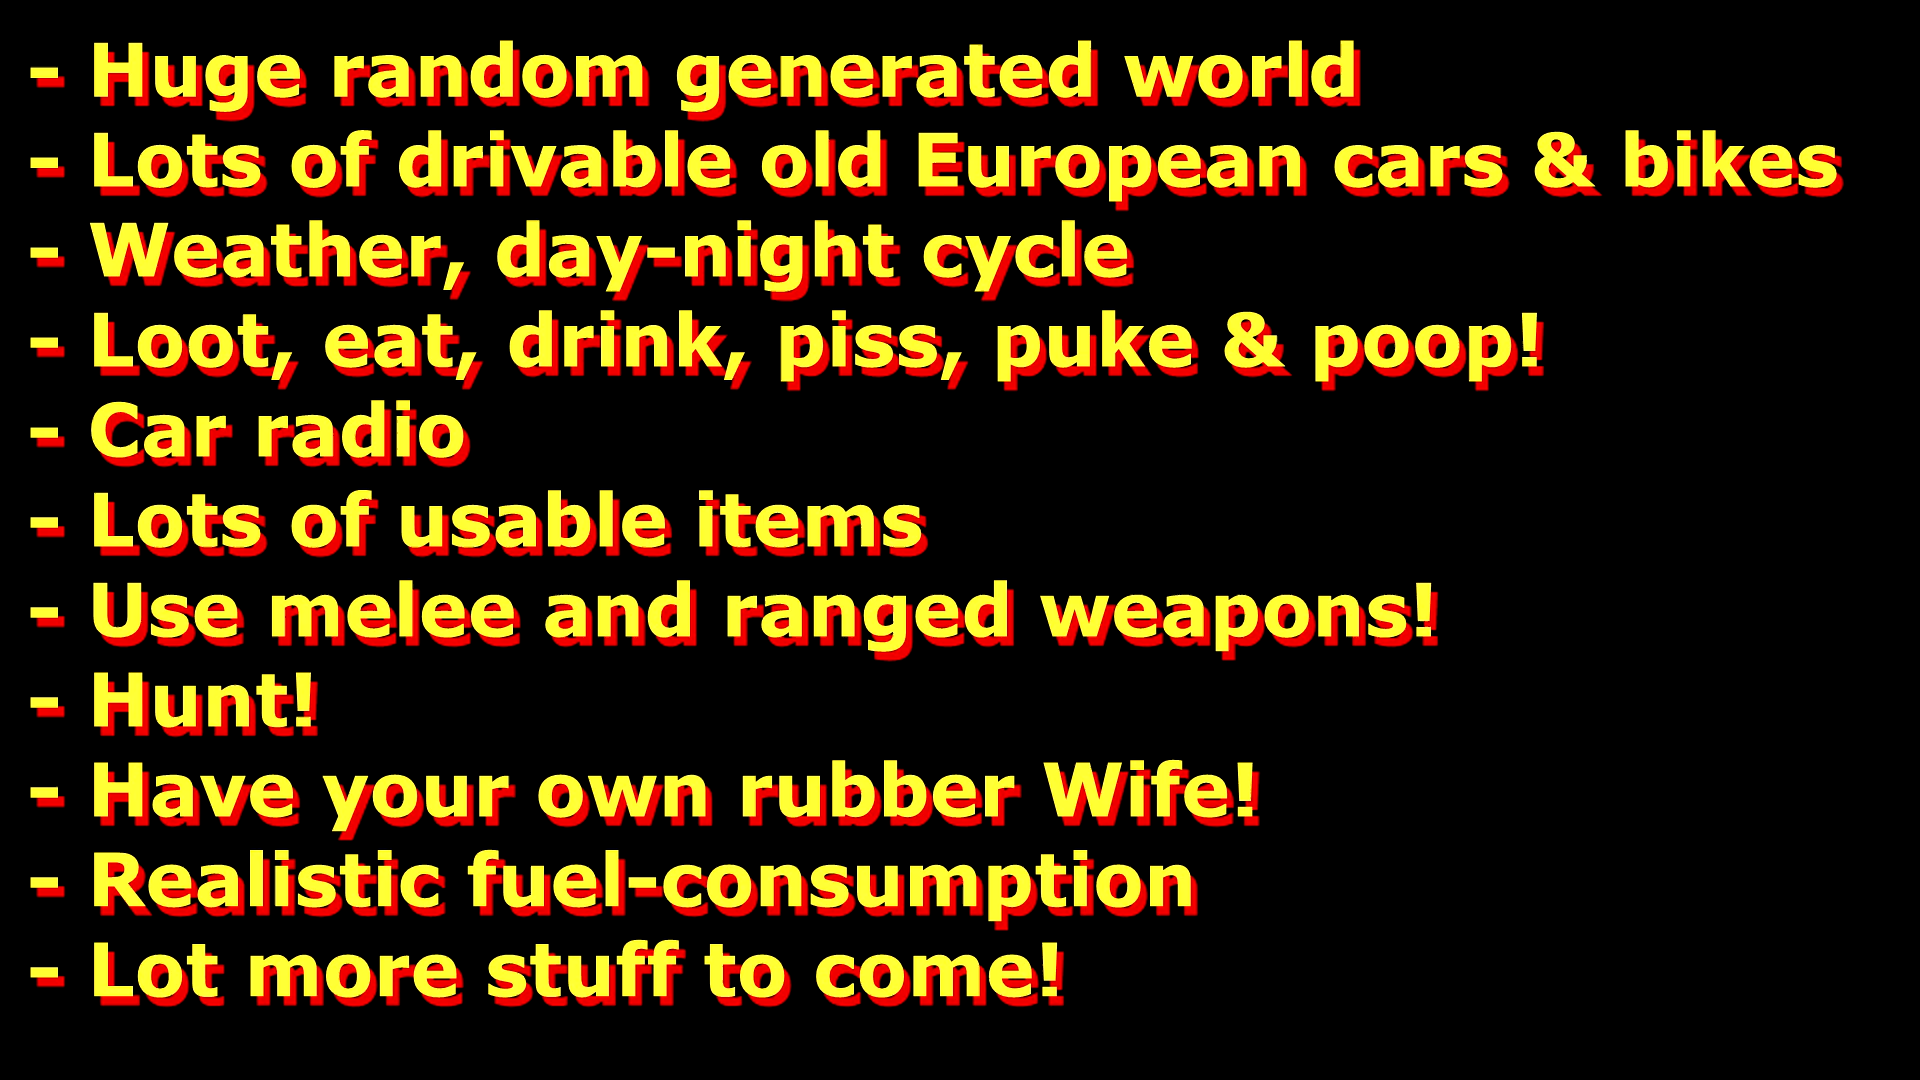 - Huge random generated world
- Lots of drivable old European cars & bikes
- Weather, day-night cycle
- Loot, eat, drink, piss, puke & poop!
- Car radio
- Lots of usable items
- Use melee and ranged weapons!
- Hunt!
- Have your own rubber Wife!
- Realistic fuel-consumption
- Lot more stuff to come!